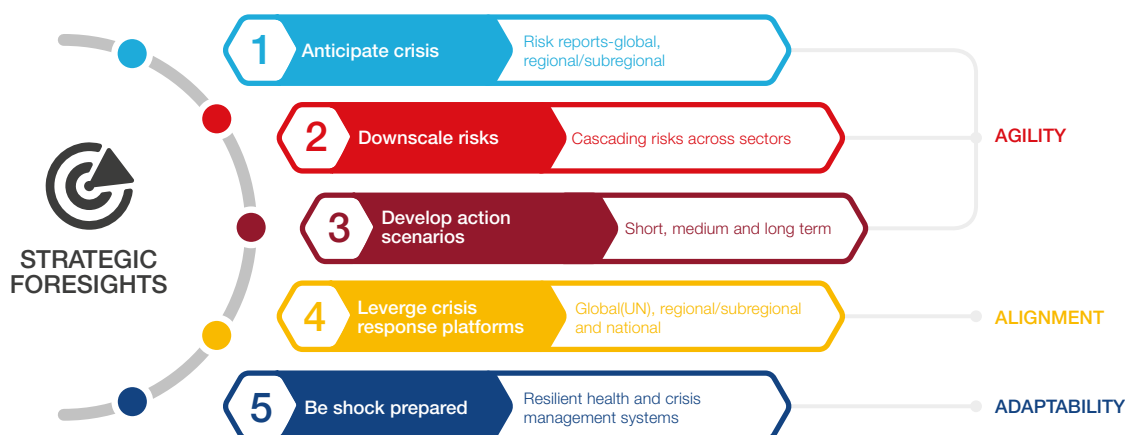 STRATEGIC
FORESIGHTS
1
Anticipate crisis
Risk reports-global,
regional/subregional
2
Downscale risks
Cascading risks across sectors
3
Develop action
scenarios
Short, medium and long term
AGILITY
4
Leverge crisis
response platforms
Global(UN), regional/subregional
and national
ALIGNMENT
5
Be shock prepared
Resilient health and crisis
management systems
ADAPTABILITY